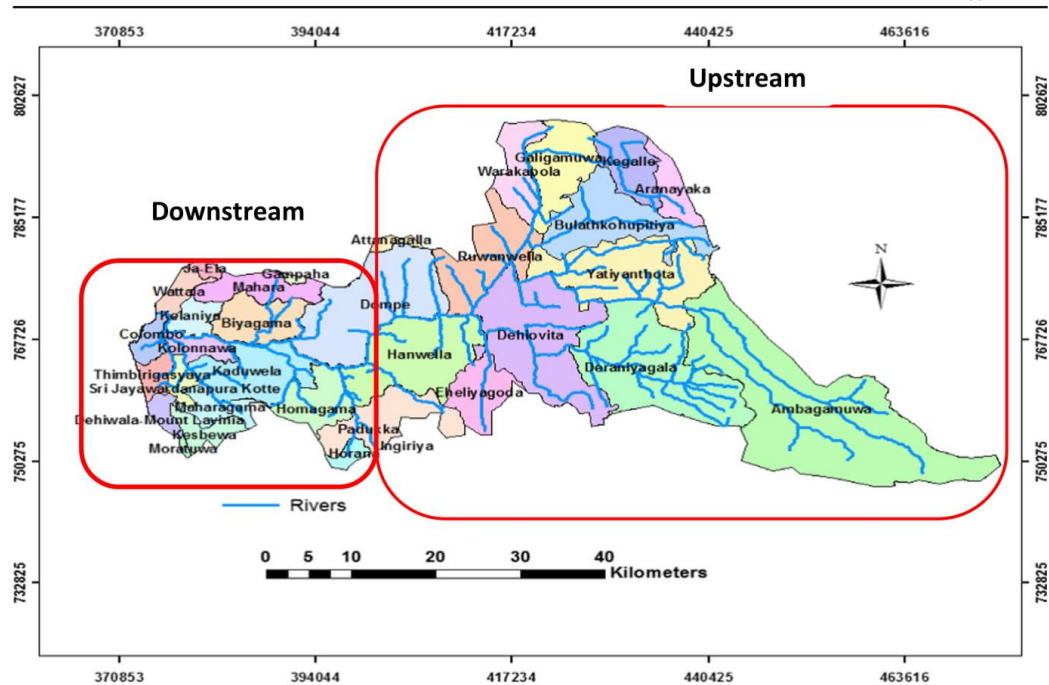 370853 394044 417234 440425 463616
Upstream
802627 802627
Galigamuwa Kegalle
Warakapola
Aranayaka
785177 785177
Downstream
Bulathkohupitiya
Attanagalla
Ruwanwella
N
Ja-Ela
Gampaha
Yatiyanthota
Mahara
Wattala
Dompe
Kelaniya
Biyagama
767726 767726
Colombo
Dehiovita
Kolonnawa
Hanwella
Kaduwela
Deraniyagala
Thimbirigasyaya
Sri Jayawardanapura Kotte
Eheliyagoda
Maharagama Homagama
Ambagamuwa
Dehiwala-Mount Lavinia
Padukka
Kesbewa
Ingiriya
Moratuwa
Horana
750275 750275
Rivers
0 5 10 20 30 40
Kilometers
732825 732825
370853 394044 417234 440425 463616